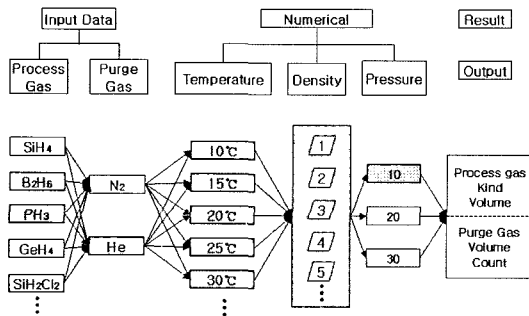 Input Data
Numerical
Result
Process
Gas
Purge
Gas
Temperature
Density
Pressure
Output
SiH4
B2H6
PH3
GeH4
SiH2Cl2
N2
He
10℃
15℃
20℃
25℃
30℃
1
2
3
4
5
10
20
30
Process gas
Kind
Volume
Purge Gas
Volume
Count